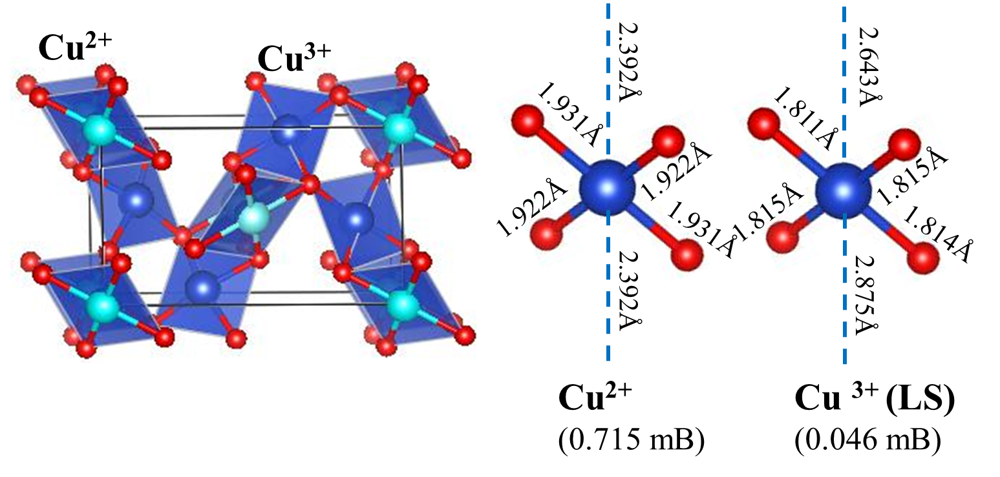 Cu²⁺
Cu³⁺
2.392Å
1.931Å
1.922Å
1.922Å
1.931Å
2.392Å
Cu²⁺
(0.715 mB)
2.643Å
1.811Å
1.815Å
1.815Å
1.814Å
2.875Å
Cu ³⁺ (LS)
(0.046 mB)